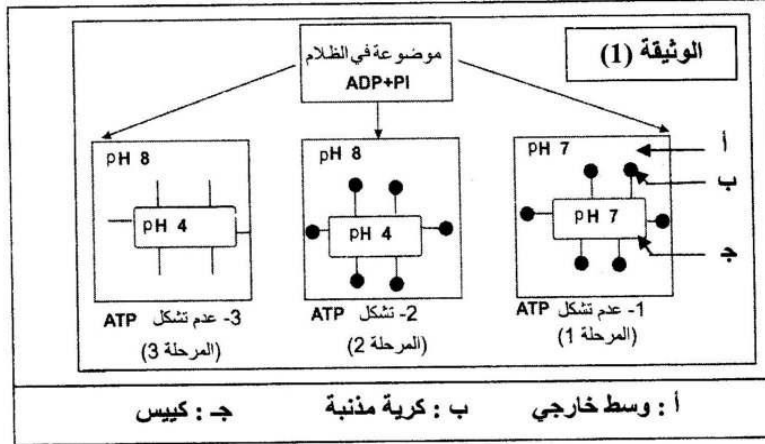 الوثيقة (1)
موضوعة في الظلام
ADP+PI
pH 7
pH 7
أ
ب
جـ
1- عدم تشكل ATP
(المرحلة 1)
pH 8
pH 4
2- تشكل ATP
(المرحلة 2)
pH 8
pH 4
3- عدم تشكل ATP
(المرحلة 3)
أ : وسط خارجي ب : كرية مذنبة جـ : كييس